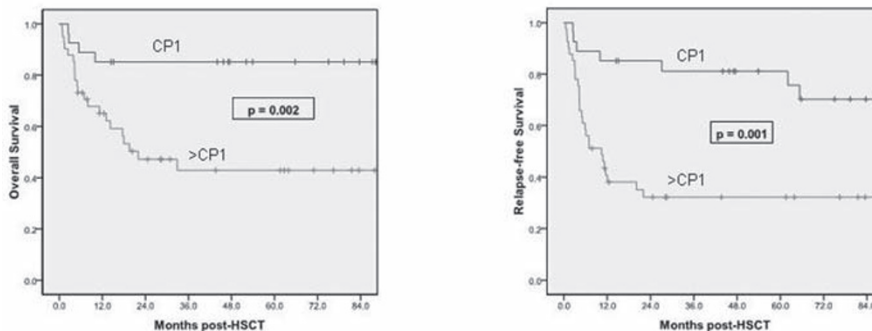 Overall Survival
1.0
0.8
0.6
0.4
0.2
0.0
CP1
p = 0.002
>CP1
0.0 12.0 24.0 36.0 48.0 60.0 72.0 84.0
Months post-HSCT
Relapse-free Survival
1.0
0.8
0.6
0.4
0.2
0.0
CP1
p = 0.001
>CP1
0.0 12.0 24.0 36.0 48.0 60.0 72.0 84.0
Months post-HSCT